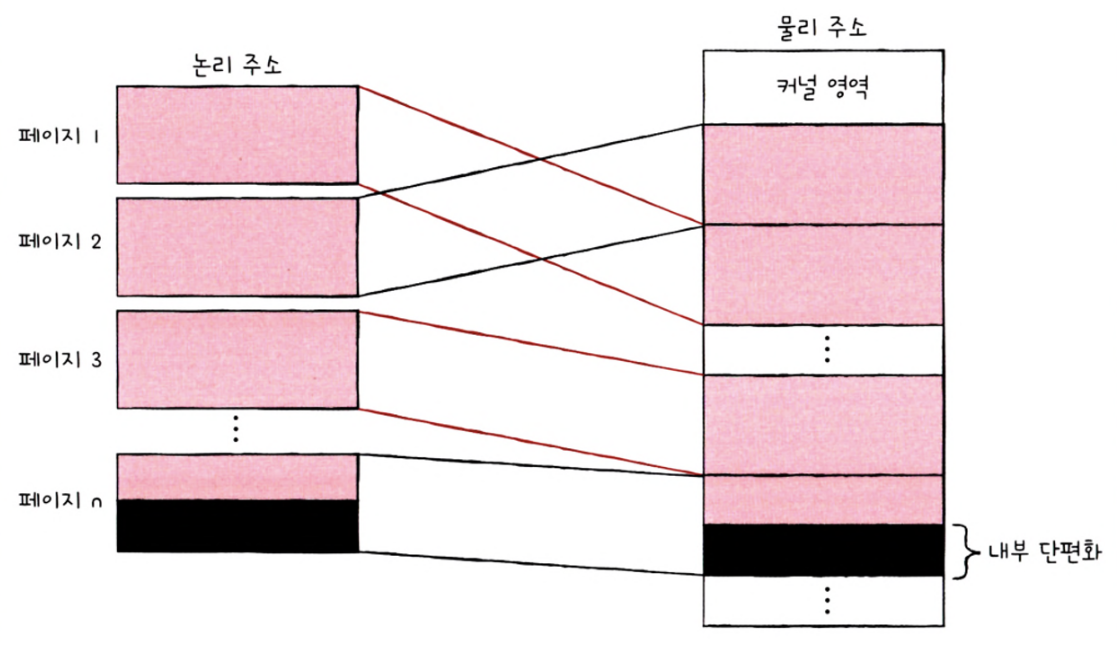 물리 주소
논리 주소
커널 영역
페이지 1
페이지 2
페이지 3
⋮
⋮
페이지 n
내부 단편화
⋮